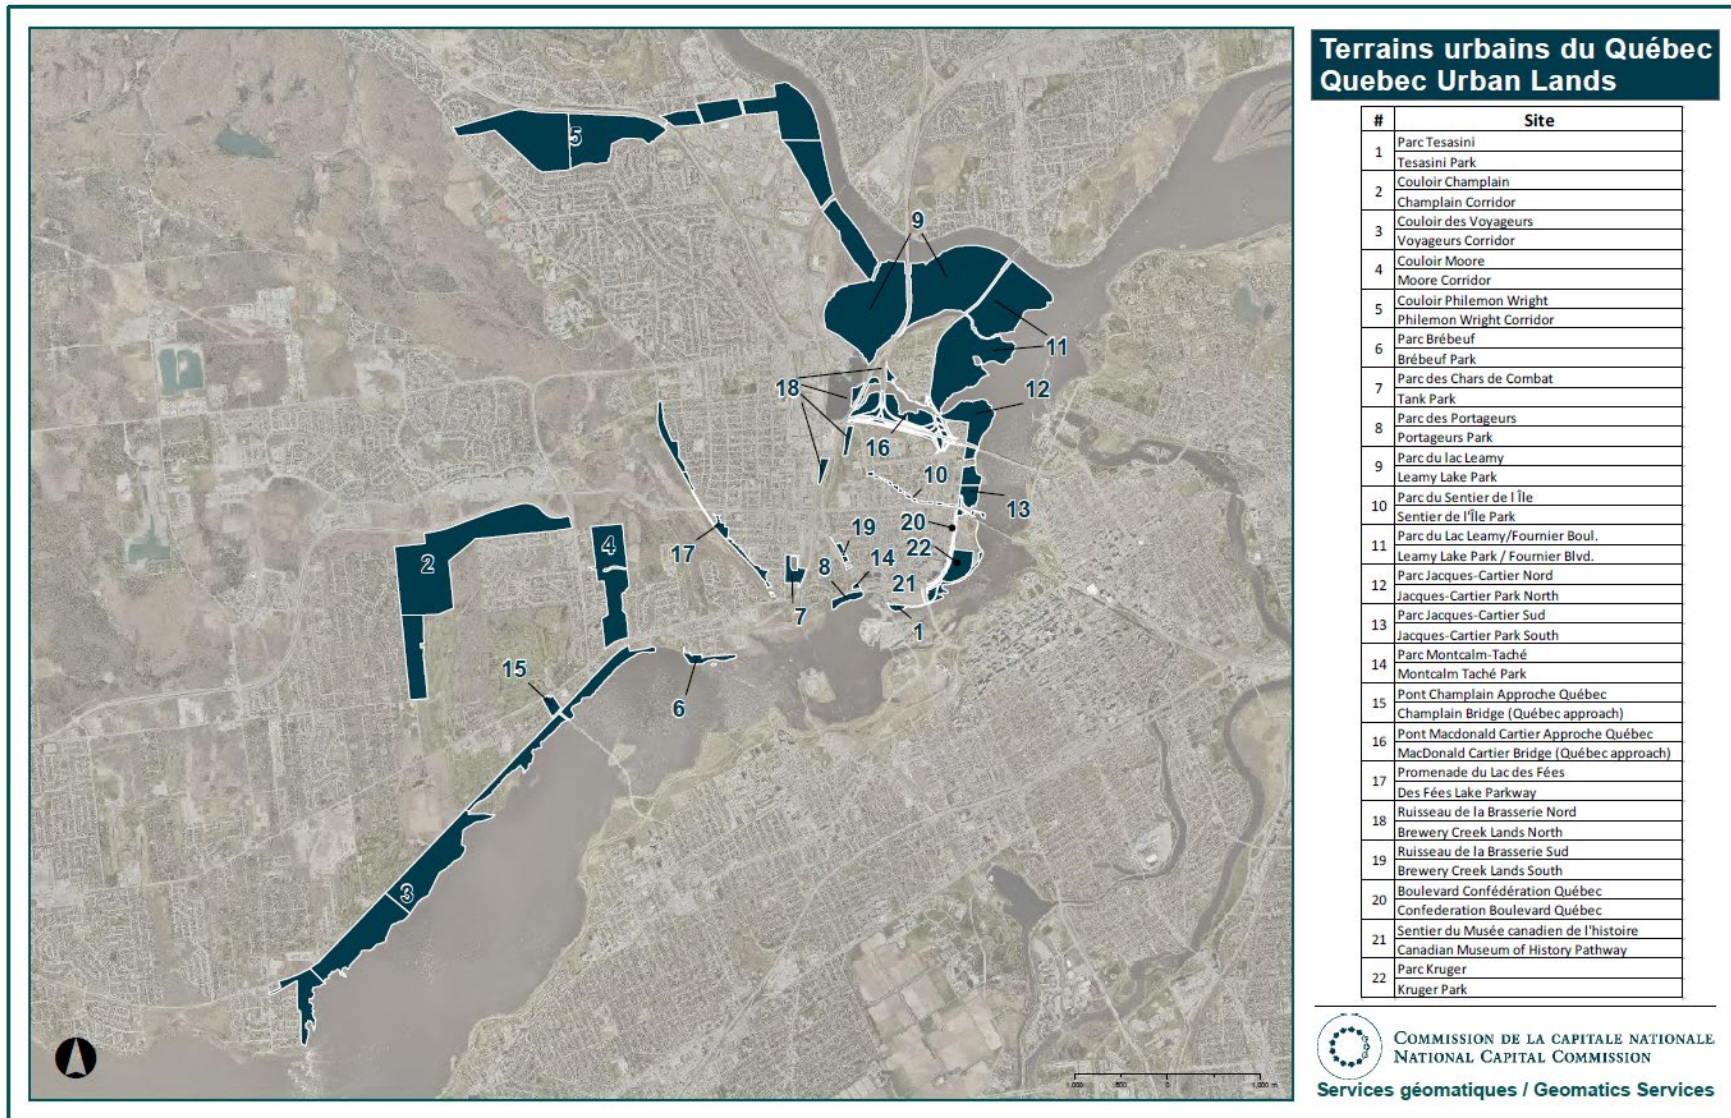 Terrains urbains du Québec
Quebec Urban Lands
# Site
1 Parc Tesasini
Tesasini Park
2 Couloir Champlain
Champlain Corridor
3 Couloir des Voyageurs
Voyageurs Corridor
4 Couloir Moore
Moore Corridor
5 Couloir Philemon Wright
Philemon Wright Corridor
6 Parc Brébeuf
Brébeuf Park
7 Parc des Chars de Combat
Tank Park
8 Parc des Portageurs
Portageurs Park
9 Parc du lac Leamy
Leamy Lake Park
10 Parc du Sentier de l Île
Sentier de l'Île Park
11 Parc du Lac Leamy/Fournier Boul.
Leamy Lake Park / Fournier Blvd.
12 Parc Jacques-Cartier Nord
Jacques-Cartier Park North
13 Parc Jacques-Cartier Sud
Jacques-Cartier Park South
14 Parc Montcalm-Taché
Montcalm Taché Park
15 Pont Champlain Approche Québec
Champlain Bridge (Québec approach)
16 Pont Macdonald Cartier Approche Québec
MacDonald Cartier Bridge (Québec approach)
17 Promenade du Lac des Fées
Des Fées Lake Parkway
18 Ruisseau de la Brasserie Nord
Brewery Creek Lands North
19 Ruisseau de la Brasserie Sud
Brewery Creek Lands South
20 Boulevard Confédération Québec
Confederation Boulevard Québec
21 Sentier du Musée canadien de l'histoire
Canadian Museum of History Pathway
22 Parc Kruger
Kruger Park
COMMISSION DE LA CAPITALE NATIONALE
NATIONAL CAPITAL COMMISSION
Services géomatiques / Geomatics Services
5
9
11
18
12
16
10
13
20
19
17
22
14
8
21
4
2
7
1
15
6
3
1,000 500 0 1,000 m